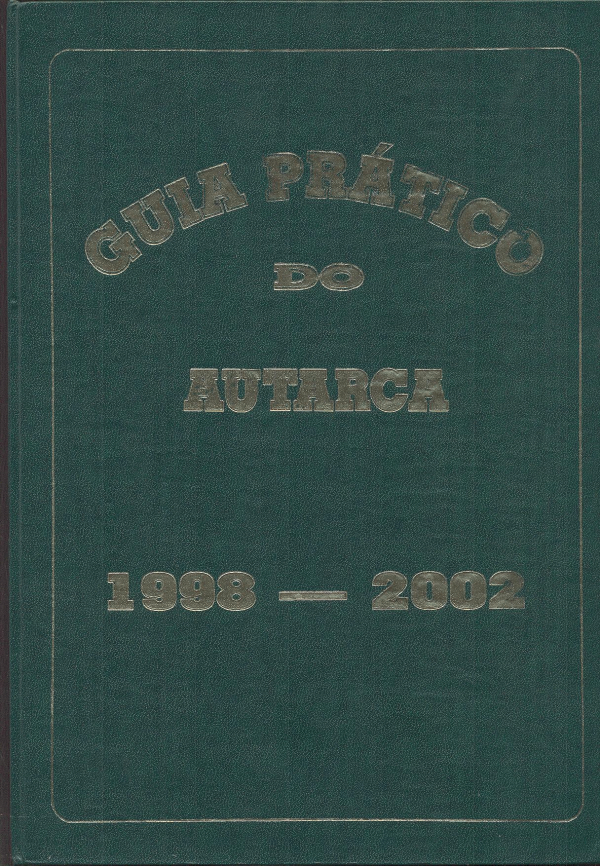 GUIA PRÁTICO
DO
AUTARCA
1998 — 2002